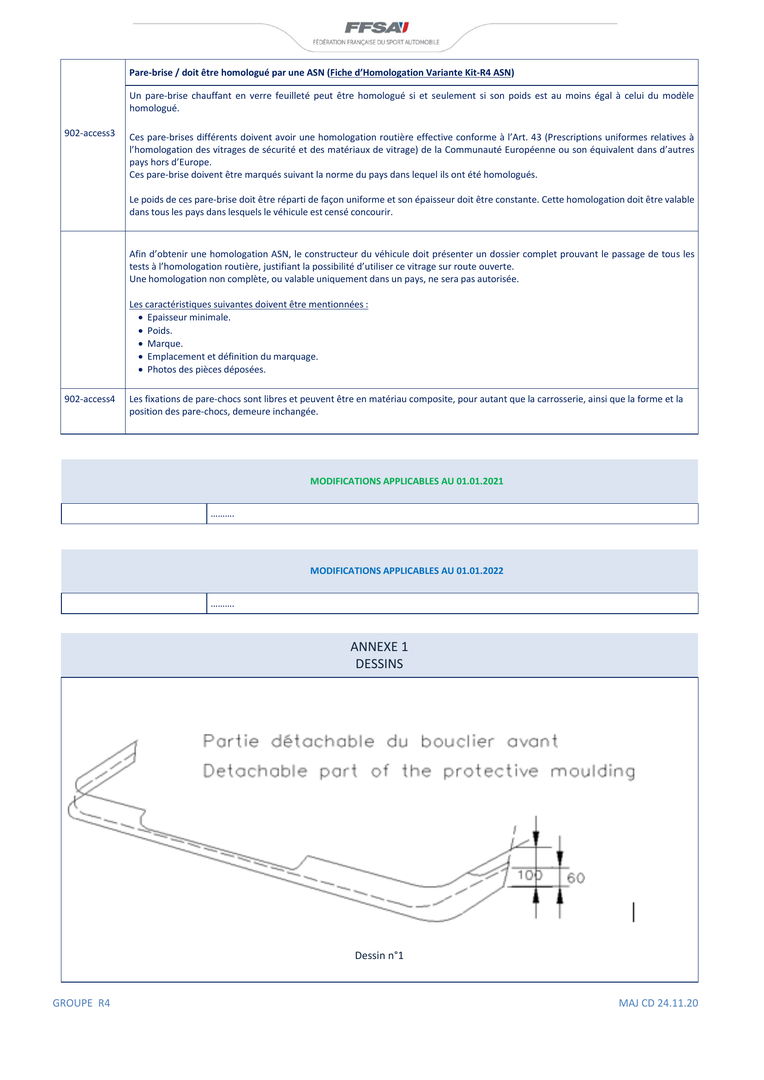 FFSA
FÉDÉRATION FRANÇAISE DU SPORT AUTOMOBILE
Pare-brise / doit être homologué par une ASN (Fiche d'Homologation Variante Kit-R4 ASN)
902-access3
Un pare-brise chauffant en verre feuilleté peut être homologué si et seulement si son poids est au moins égal à celui du modèle
homologué.
Ces pare-brises différents doivent avoir une homologation routière effective conforme à l'Art. 43 (Prescriptions uniformes relatives à
l'homologation des vitrages de sécurité et des matériaux de vitrage) de la Communauté Européenne ou son équivalent dans d'autres
pays hors d'Europe.
Ces pare-brise doivent être marqués suivant la norme du pays dans lequel ils ont été homologués.
Le poids de ces pare-brise doit être réparti de façon uniforme et son épaisseur doit être constante. Cette homologation doit être valable
dans tous les pays dans lesquels le véhicule est censé concourir.
Afin d'obtenir une homologation ASN, le constructeur du véhicule doit présenter un dossier complet prouvant le passage de tous les
tests à l'homologation routière, justifiant la possibilité d'utiliser ce vitrage sur route ouverte.
Une homologation non complète, ou valable uniquement dans un pays, ne sera pas autorisée.
Les caractéristiques suivantes doivent être mentionnées :
• Epaisseur minimale.
• Poids.
• Marque.
• Emplacement et définition du marquage.
• Photos des pièces déposées.
902-access4
Les fixations de pare-chocs sont libres et peuvent être en matériau composite, pour autant que la carrosserie, ainsi que la forme et la
position des pare-chocs, demeure inchangée.
MODIFICATIONS APPLICABLES AU 01.01.2021
..........
MODIFICATIONS APPLICABLES AU 01.01.2022
..........
ANNEXE 1
DESSINS
Partie détachable du bouclier avant
Detachable part of the protective moulding
100
60
Dessin n°1
GROUPE R4
MAJ CD 24.11.20